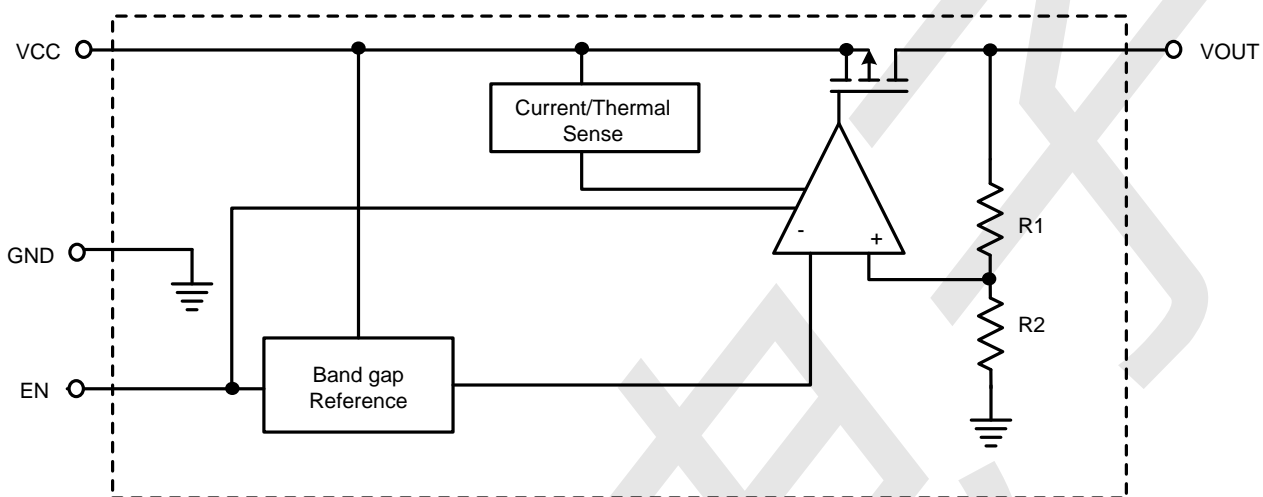 VCC
VOUT
Current/Thermal
Sense
-
+
R1
GND
R2
EN
Band gap
Reference